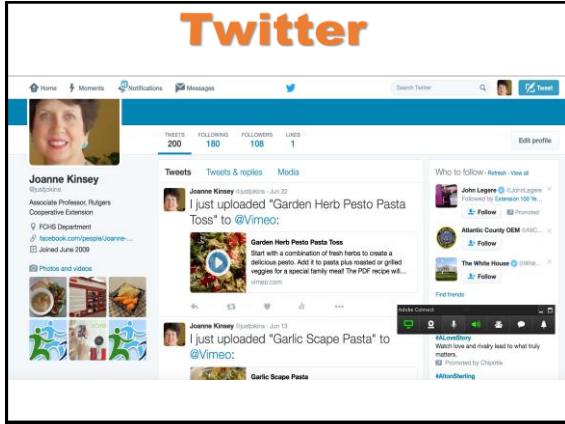 Twitter
Home Moments Notifications Messages Search Twitter Tweet
TWEETS FOLLOWING FOLLOWERS LIKES
200 180 108 1
Edit profile
Joanne Kinsey
@justjokins
Associate Professor, Rutgers
Cooperative Extension
FCHS Department
facebook.com/people/Joanne-...
Joined June 2009
Photos and videos
Tweets Tweets & replies Media
Joanne Kinsey @justjokins · Jun 22
I just uploaded "Garden Herb Pesto Pasta
Toss" to @Vimeo:
Garden Herb Pesto Pasta Toss
Start with a combination of fresh herbs to create a
delicious pesto. Add it to pasta plus roasted or grilled
veggies for a special family meal! The PDF recipe will...
vimeo.com
Joanne Kinsey @justjokins · Jun 13
I just uploaded "Garlic Scape Pasta" to
@Vimeo:
Garlic Scape Pasta
Who to follow · Refresh · View all
John Legere @JohnLegere
Followed by Extension 100 Ye...
Follow Promoted
Atlantic County OEM @AC...
Follow
The White House @Whit...
Follow
Find friends
Adobe Connect
#ALoveStory
Watch love and rivalry lead to what truly
matters.
Promoted by Chipotle
#AltonSterling